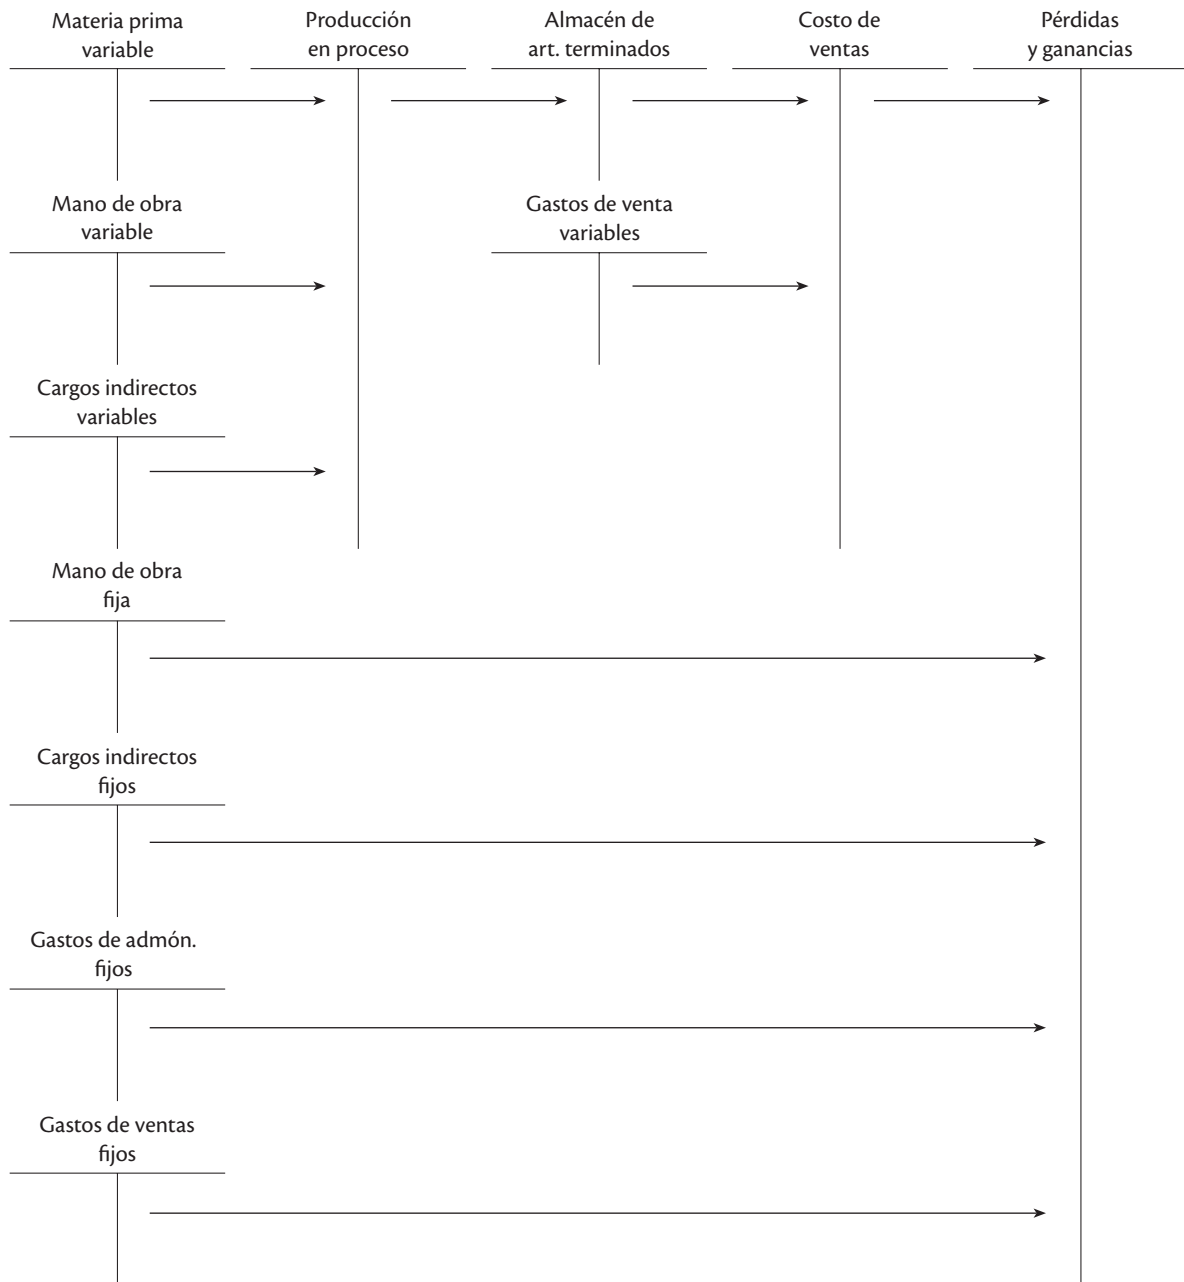 Materia prima
variable
Producción
en proceso
Almacén de
art. terminados
Costo de
ventas
Pérdidas
y ganancias
Mano de obra
variable
Gastos de venta
variables
Cargos indirectos
variables
Mano de obra
fija
Cargos indirectos
fijos
Gastos de admón.
fijos
Gastos de ventas
fijos